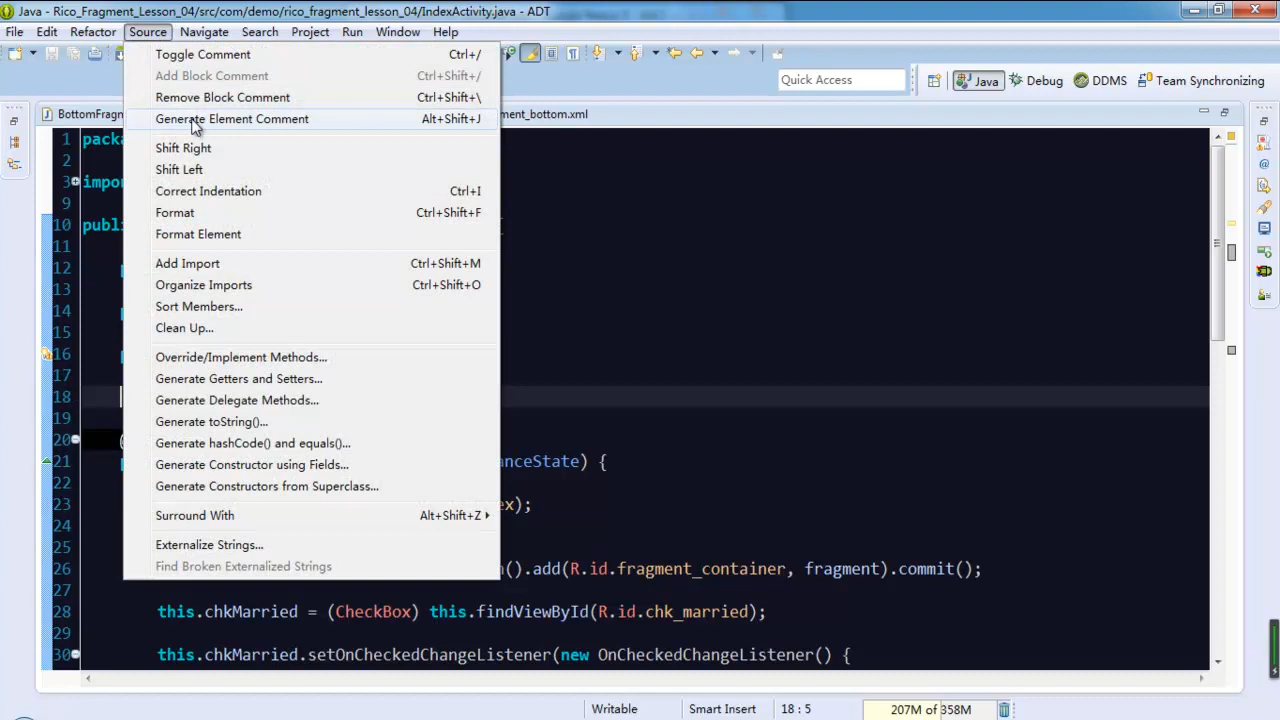 Java - Rico_Fragment_Lesson_04/src/com/demo/rico_fragment_lesson_04/IndexActivity.java - ADT
File Edit Refactor Source Navigate Search Project Run Window Help
Quick Access Java Debug DDMS Team Synchronizing
BottomFragn
ment_bottom.xml
Toggle Comment Ctrl+/
Add Block Comment Ctrl+Shift+/
Remove Block Comment Ctrl+Shift+\
Generate Element Comment Alt+Shift+J
Shift Right
Shift Left
Correct Indentation Ctrl+I
Format Ctrl+Shift+F
Format Element
Add Import Ctrl+Shift+M
Organize Imports Ctrl+Shift+O
Sort Members...
Clean Up...
Override/Implement Methods...
Generate Getters and Setters...
Generate Delegate Methods...
Generate toString()...
Generate hashCode() and equals()...
Generate Constructor using Fields...
Generate Constructors from Superclass...
Surround With Alt+Shift+Z
Externalize Strings...
Find Broken Externalized Strings
1 packa
2
3 impor
9
10 publi
11
12
13
14
15
16
17
18
19
20
21 anceState) {
22
23 ex);
24
25
26 n().add(R.id.fragment_container, fragment).commit();
27
28 this.chkMarried = (CheckBox) this.findViewById(R.id.chk_married);
29
30 this.chkMarried.setOnCheckedChangeListener(new OnCheckedChangeListener() {
Writable Smart Insert 18 : 5 207M of 358M